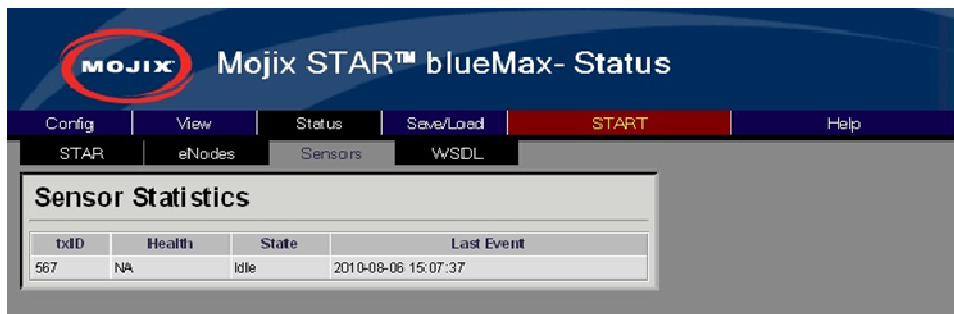 MOJIX
Mojix STAR™ blueMax- Status
Config View Status Save/Load START Help
STAR eNodes Sensors WSDL
Sensor Statistics
txID Health State Last Event
567 NA Idle 2010-08-06 15:07:37